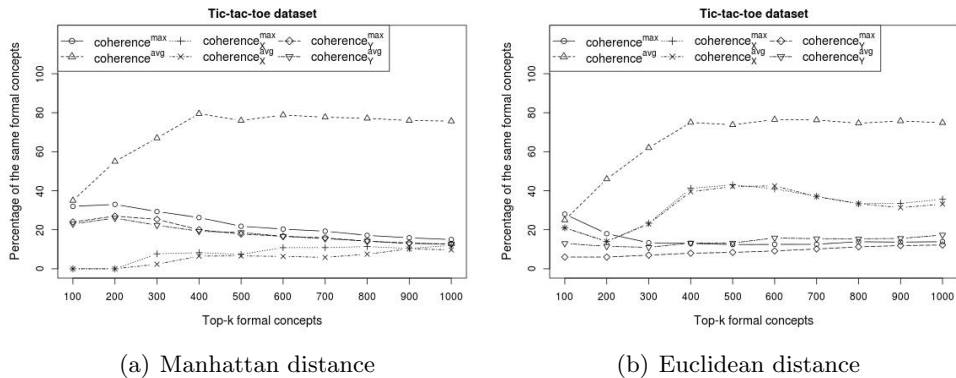 Tic-tac-toe dataset
coherence^max coherence_X^max coherence_Y^max
coherence^avg coherence_X^avg coherence_Y^avg
Percentage of the same formal concepts
100
80
60
40
20
0
100 200 300 400 500 600 700 800 900 1000
Top-k formal concepts
(a) Manhattan distance
Tic-tac-toe dataset
coherence^max coherence_X^max coherence_Y^max
coherence^avg coherence_X^avg coherence_Y^avg
Percentage of the same formal concepts
100
80
60
40
20
0
100 200 300 400 500 600 700 800 900 1000
Top-k formal concepts
(b) Euclidean distance